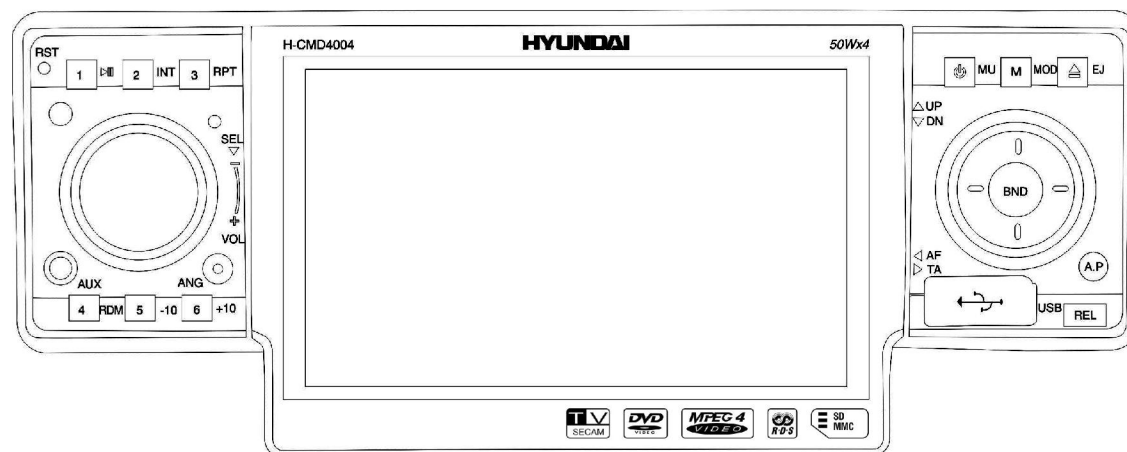 H-CMD4004
HYUNDAI
50Wx4
RST
1
2
INT
3
RPT
SEL
VOL
AUX
ANG
4
RDM
5
-10
6
+10
MU
M
MOD
EJ
UP
DN
BND
AF
TA
A.P
USB
REL
TV
SECAM
DVD
VIDEO
MPEG 4
VIDEO
R·D·S
SD
MMC